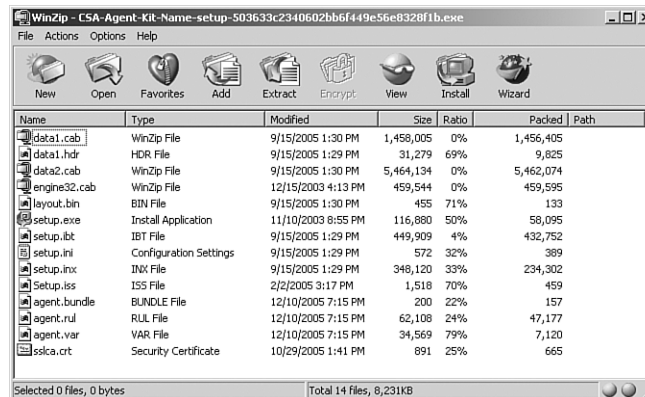 WinZip - CSA-Agent-Kit-Name-setup-503633c2340602bb6f449e56e8328f1b.exe
File Actions Options Help
New Open Favorites Add Extract Encrypt View Install Wizard
Name Type Modified Size Ratio Packed Path
data1.cab WinZip File 9/15/2005 1:30 PM 1,458,005 0% 1,456,405
data1.hdr HDR File 9/15/2005 1:29 PM 31,279 69% 9,825
data2.cab WinZip File 9/15/2005 1:30 PM 5,464,134 0% 5,462,074
engine32.cab WinZip File 12/15/2003 4:13 PM 459,544 0% 459,595
layout.bin BIN File 9/15/2005 1:30 PM 455 71% 133
setup.exe Install Application 11/10/2003 8:55 PM 116,880 50% 58,095
setup.ibt IBT File 9/15/2005 1:29 PM 449,909 4% 432,752
setup.ini Configuration Settings 9/15/2005 1:29 PM 572 32% 389
setup.inx INX File 9/15/2005 1:29 PM 348,120 33% 234,302
Setup.iss ISS File 2/2/2005 3:17 PM 1,518 70% 459
agent.bundle BUNDLE File 12/10/2005 7:15 PM 200 22% 157
agent.rul RUL File 12/10/2005 7:15 PM 62,108 24% 47,177
agent.var VAR File 12/10/2005 7:15 PM 34,569 79% 7,120
sslca.crt Security Certificate 10/29/2005 1:41 PM 891 25% 665
Selected 0 files, 0 bytes Total 14 files, 8,231KB